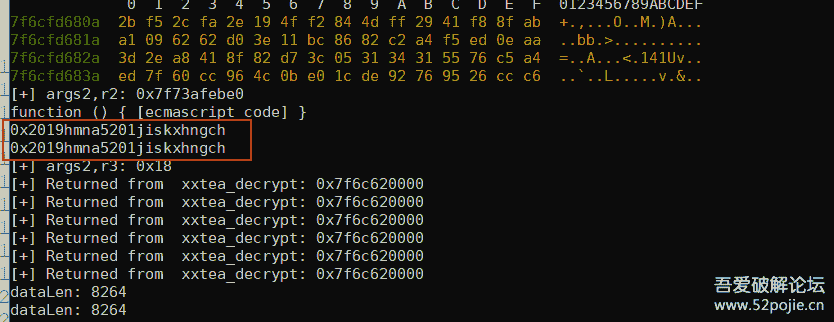 0 1 2 3 4 5 6 7 8 9 A B C D E F 0123456789ABCDEF
7f6cfd680a 2b f5 2c fa 2e 19 4f f2 84 4d ff 29 41 f8 8f ab +.,...O..M.)A...
7f6cfd681a a1 09 62 62 d0 3e 11 bc 86 82 c2 a4 f5 ed 0e aa ..bb.>..........
7f6cfd682a 3d 2e a8 41 8f 82 d7 3c 05 31 34 31 55 76 c5 a4 =..A...<.141Uv..
7f6cfd683a ed 7f 60 cc 96 4c 0b e0 1c de 92 76 95 26 cc c6 ..`..L.....v.&..
[+] args2,r2: 0x7f73afebe0
function () { [ecmascript code] }
0x2019hmna5201jiskxhngch
0x2019hmna5201jiskxhngch
[+] args2,r3: 0x18
[+] Returned from xxtea_decrypt: 0x7f6c620000
[+] Returned from xxtea_decrypt: 0x7f6c620000
[+] Returned from xxtea_decrypt: 0x7f6c620000
[+] Returned from xxtea_decrypt: 0x7f6c620000
[+] Returned from xxtea_decrypt: 0x7f6c620000
[+] Returned from xxtea_decrypt: 0x7f6c620000
dataLen: 8264
dataLen: 8264
吾爱破解论坛
www.52pojie.cn